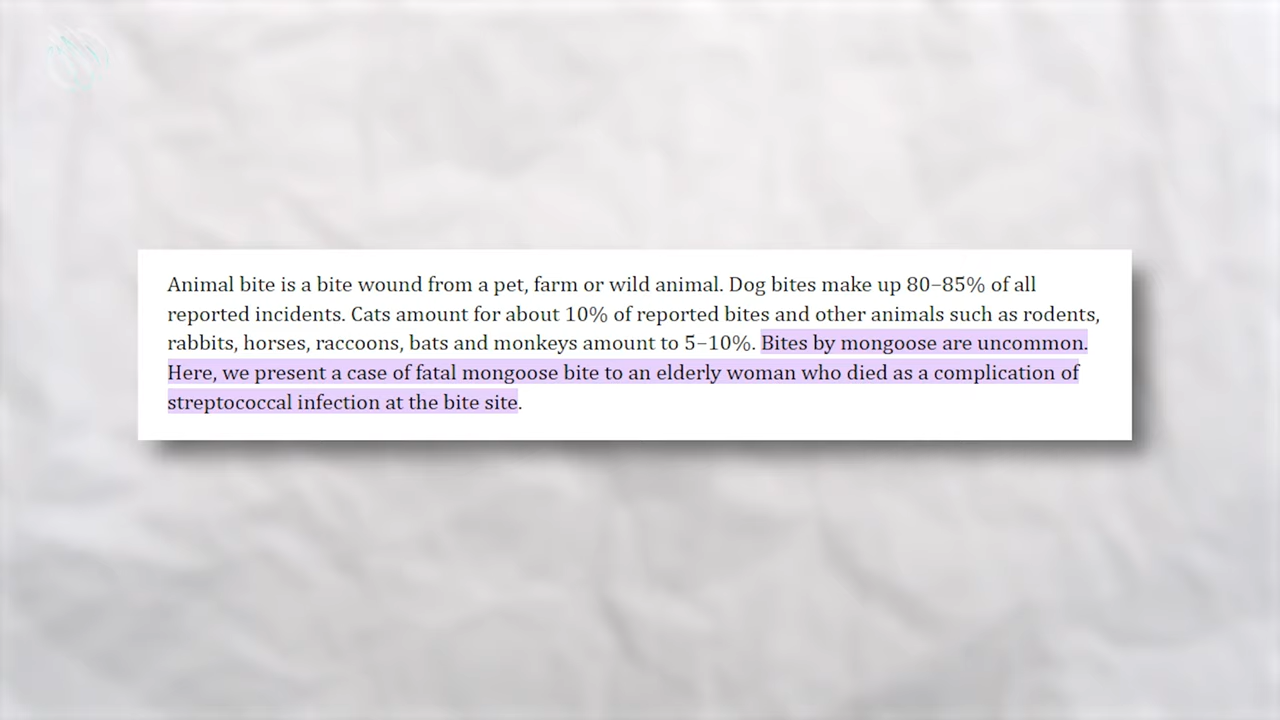 Animal bite is a bite wound from a pet, farm or wild animal. Dog bites make up 80–85% of all
reported incidents. Cats amount for about 10% of reported bites and other animals such as rodents,
rabbits, horses, raccoons, bats and monkeys amount to 5–10%. Bites by mongoose are uncommon.
Here, we present a case of fatal mongoose bite to an elderly woman who died as a complication of
streptococcal infection at the bite site.